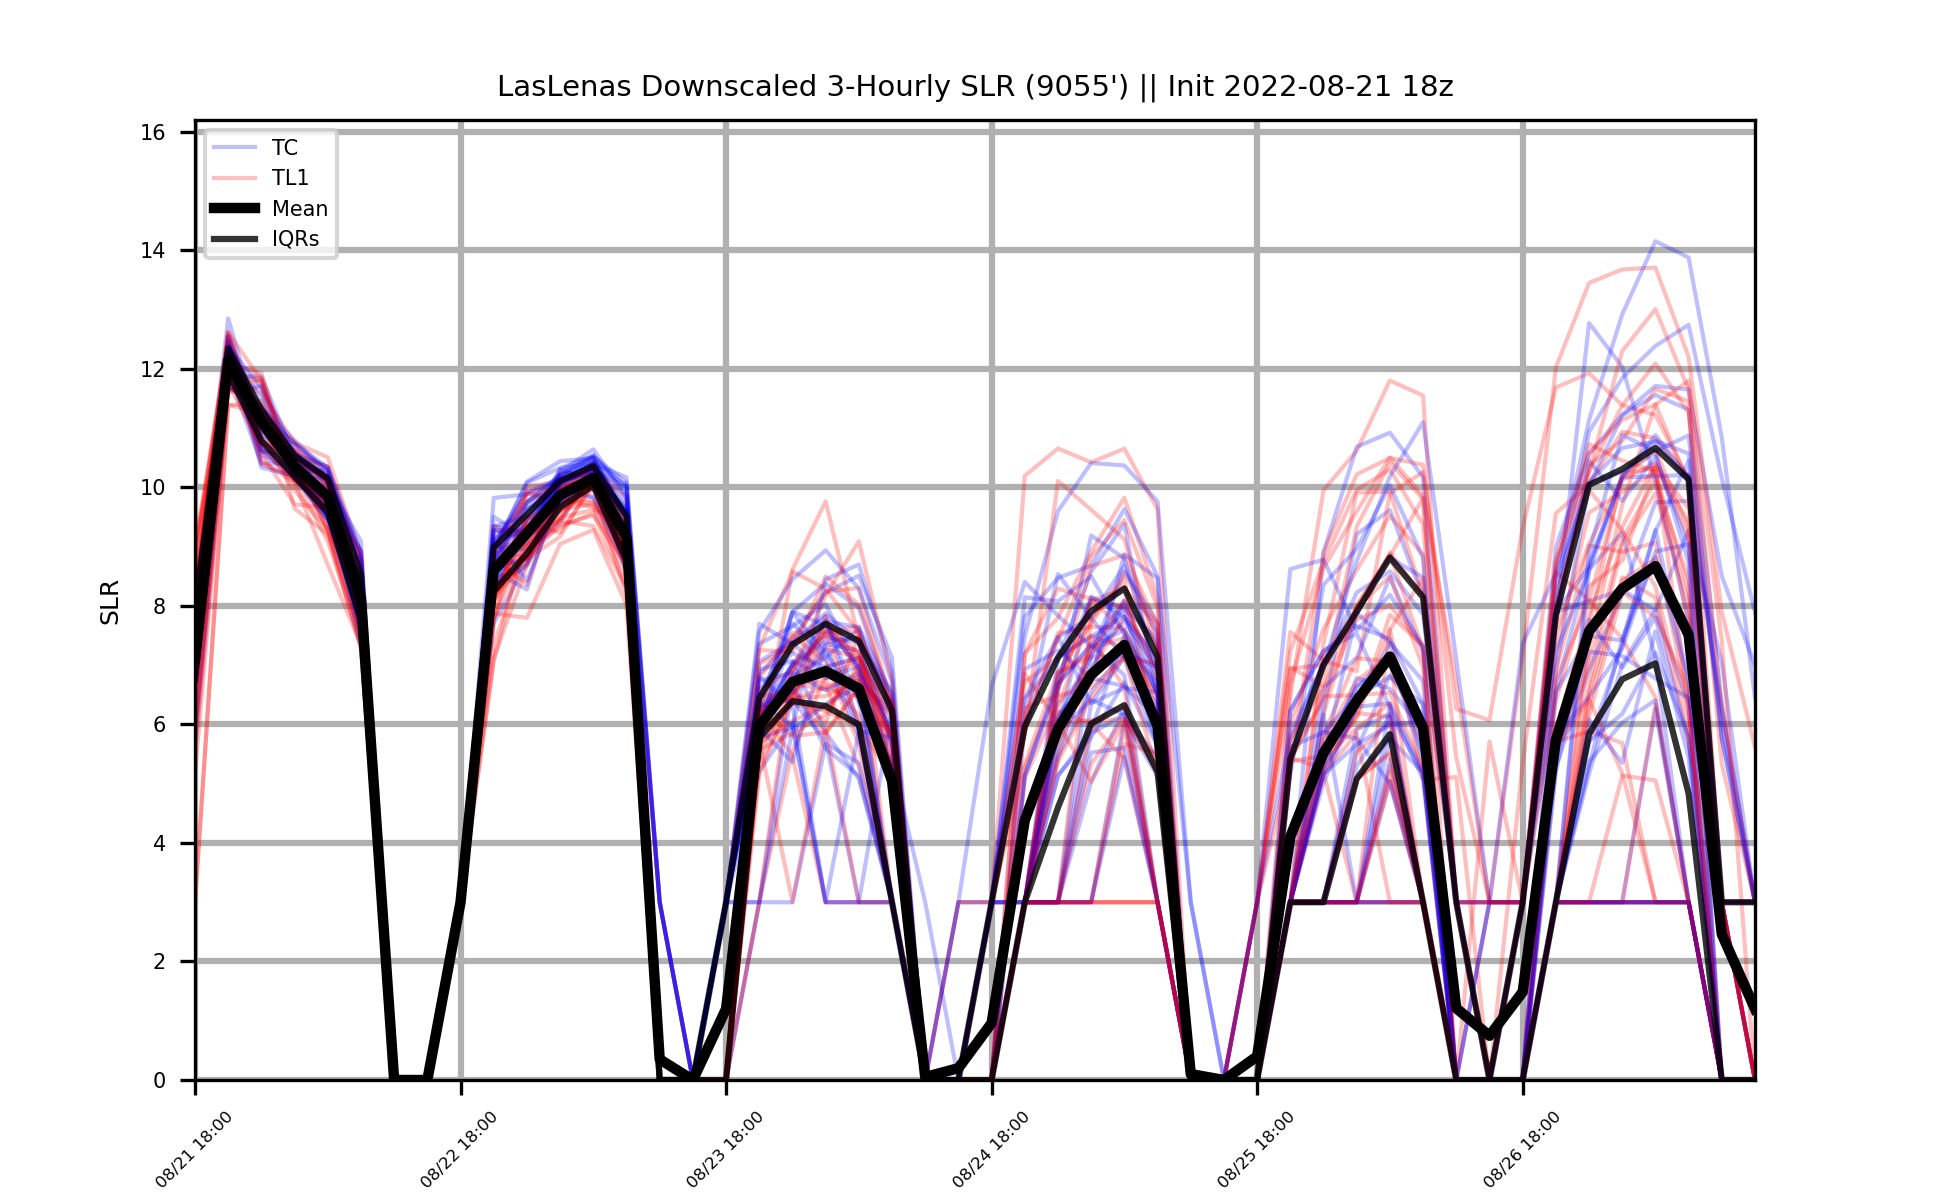 LasLenas Downscaled 3-Hourly SLR (9055') || Init 2022-08-21 18z
16
14
12
10
8
6
4
2
0
SLR
TC
TL1
Mean
IQRs
08/21 18:00
08/22 18:00
08/23 18:00
08/24 18:00
08/25 18:00
08/26 18:00